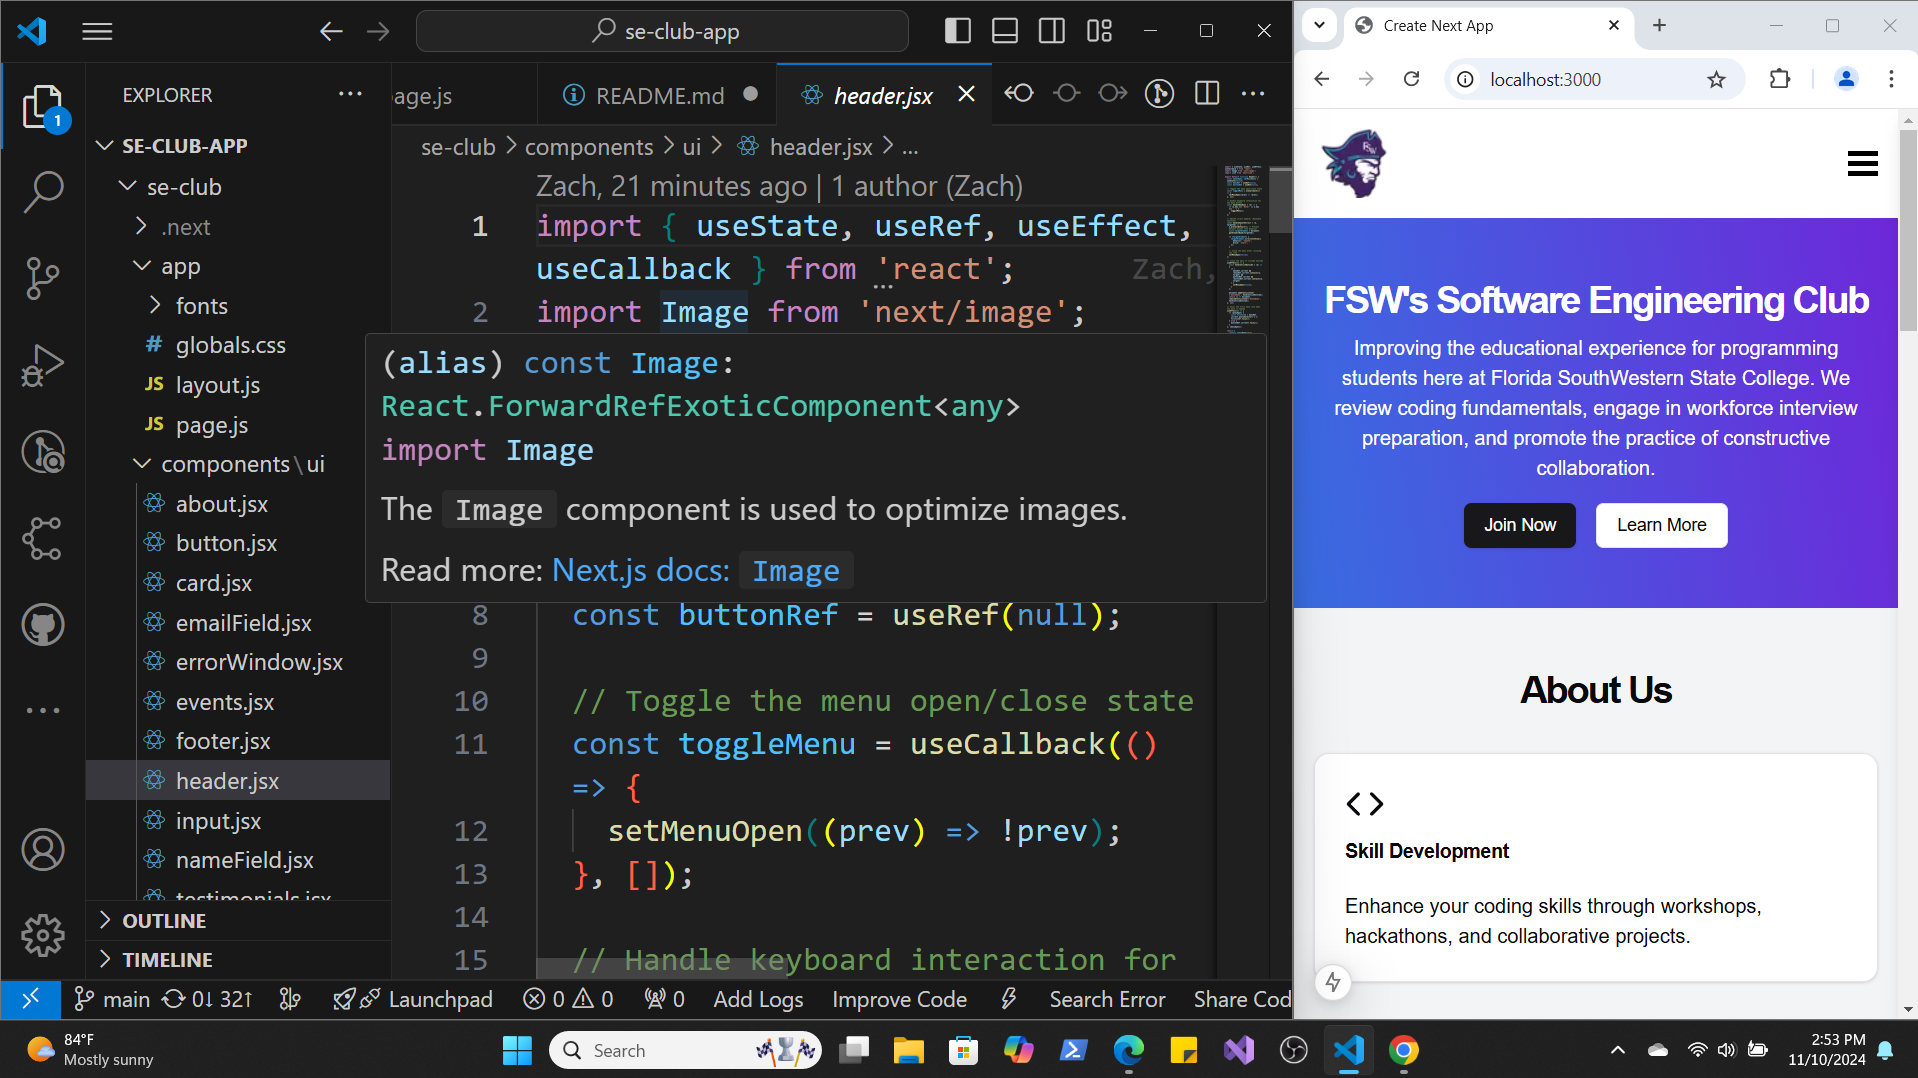 se-club-app
1
EXPLORER
SE-CLUB-APP
se-club
.next
app
fonts
# globals.css
JS layout.js
JS page.js
components\ui
about.jsx
button.jsx
card.jsx
emailField.jsx
errorWindow.jsx
events.jsx
footer.jsx
header.jsx
input.jsx
nameField.jsx
testimonials.jsx
OUTLINE
TIMELINE
age.js
README.md
header.jsx
se-club > components > ui > header.jsx > ...
Zach, 21 minutes ago | 1 author (Zach)
1 import { useState, useRef, useEffect,
useCallback } from 'react'; Zach,
2 import Image from 'next/image';
(alias) const Image:
React.ForwardRefExoticComponent<any>
import Image
The Image component is used to optimize images.
Read more: Next.js docs: Image
8 const buttonRef = useRef(null);
9
10 // Toggle the menu open/close state
11 const toggleMenu = useCallback(()
=> {
12 setMenuOpen((prev) => !prev);
13 }, []);
14
15 // Handle keyboard interaction for
main 0↓ 32↑ Launchpad 0 0 0 Add Logs Improve Code Search Error Share Cod
Create Next App
localhost:3000
FSW
FSW's Software Engineering Club
Improving the educational experience for programming
students here at Florida SouthWestern State College. We
review coding fundamentals, engage in workforce interview
preparation, and promote the practice of constructive
collaboration.
Join Now Learn More
About Us
Skill Development
Enhance your coding skills through workshops,
hackathons, and collaborative projects.
84°F
Mostly sunny
Search
2:53 PM
11/10/2024